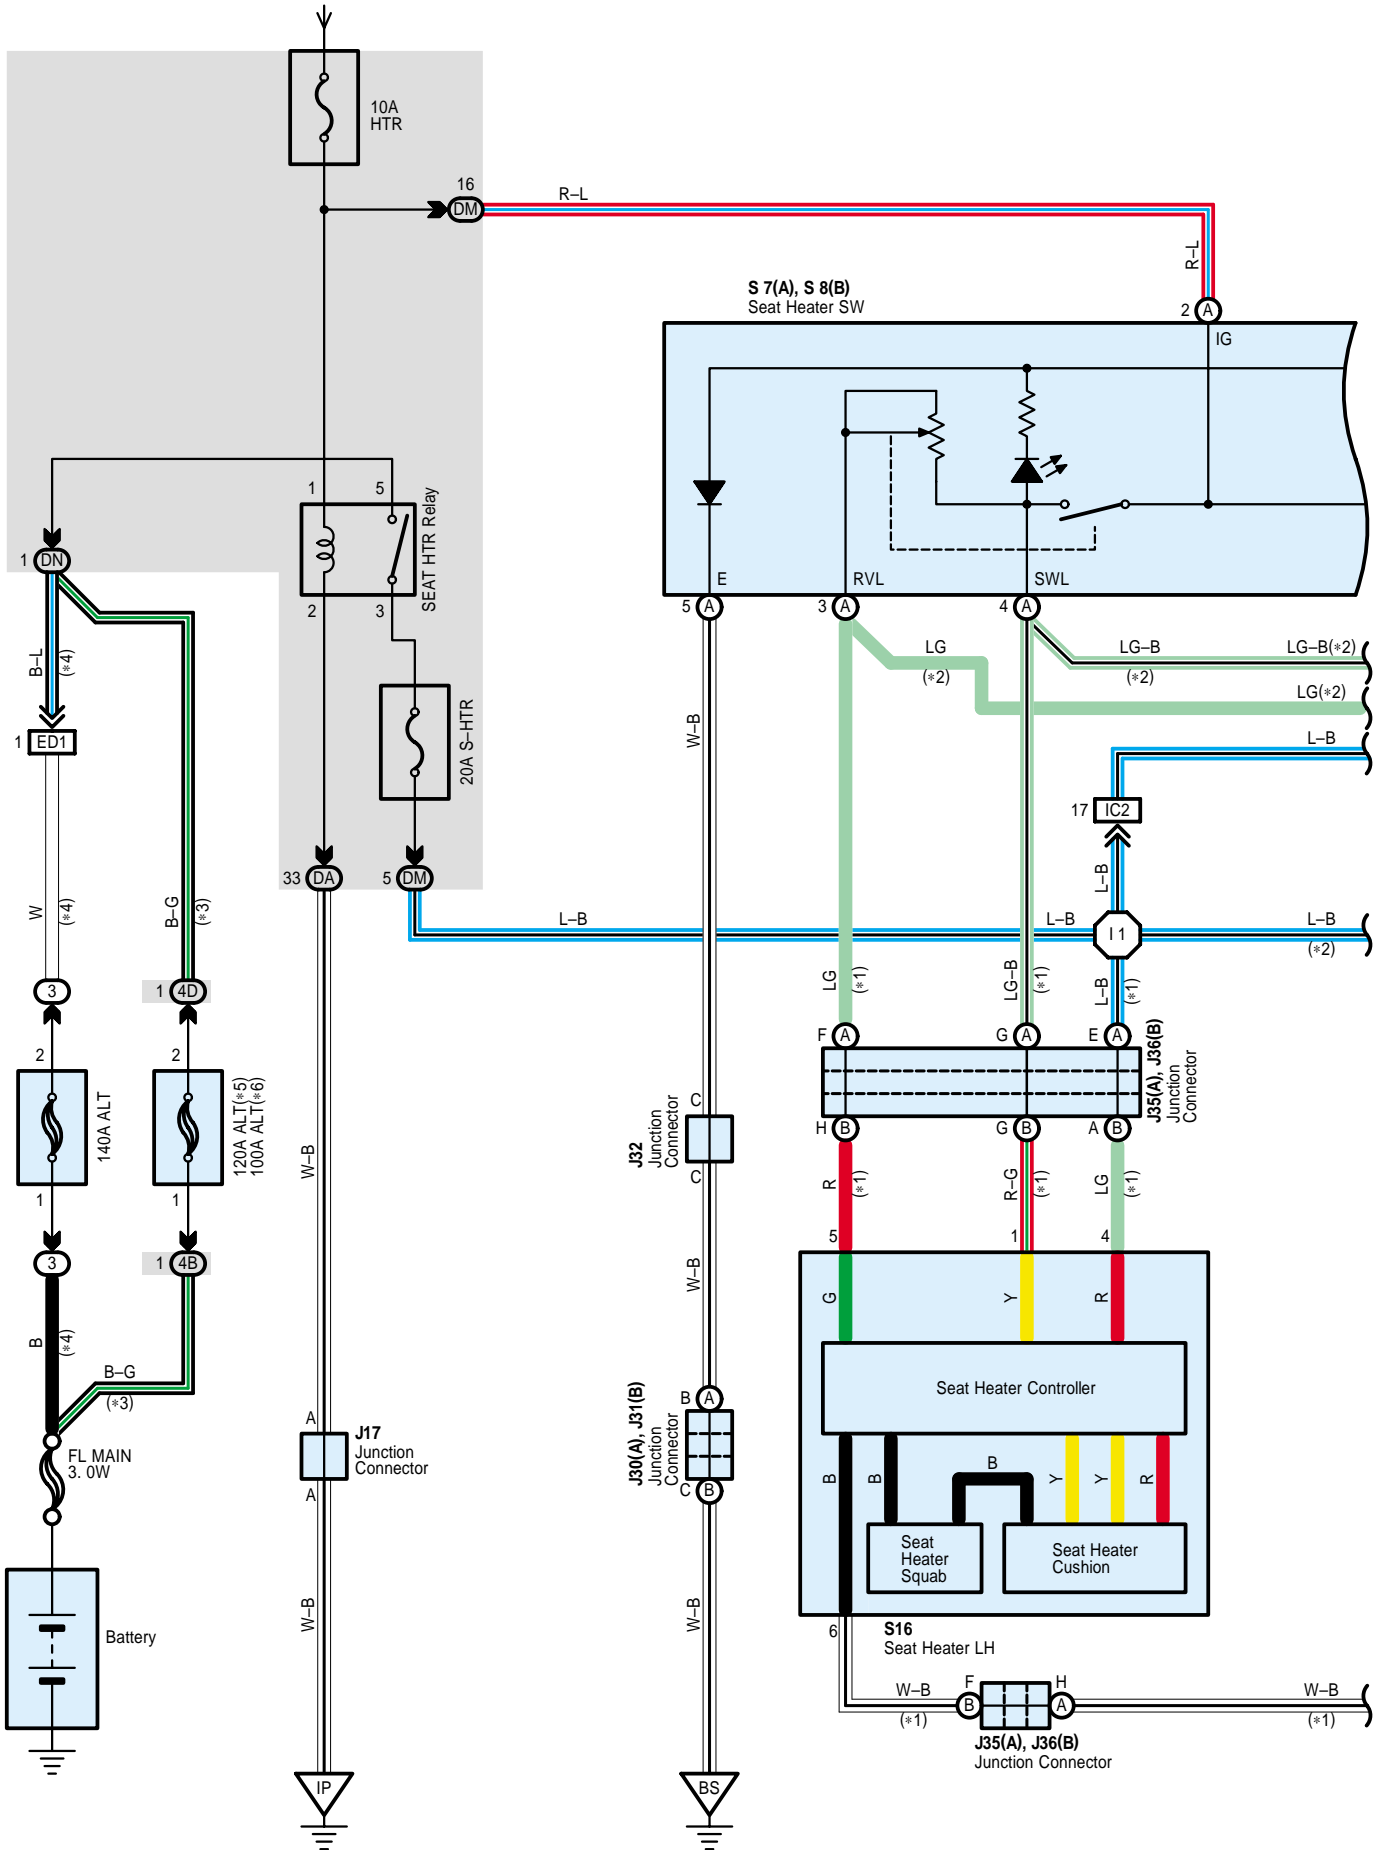 10A
HTR
16
DM
R–L
R–L
S 7(A), S 8(B)
Seat Heater SW
2
A
IG
1
5
SEAT HTR Relay
2
3
1
DN
E
RVL
SWL
5
A
3
A
4
A
B–L
(∗4)
LG
(∗2)
LG–B
(∗2)
LG–B(∗2)
LG(∗2)
1
ED1
20A S–HTR
W–B
L–B
17
IC2
L–B
33
DA
5
DM
W
(∗4)
B–G
(∗3)
L–B
L–B
I 1
L–B
(∗2)
LG
(∗1)
LG–B
(∗1)
L–B
(∗1)
3
1
4D
F
A
G
A
E
A
J35(A), J36(B)
Junction
Connector
2
2
140A ALT
120A ALT(∗5)
100A ALT(∗6)
W–B
C
J32
Junction
Connector
C
H
B
G
B
A
B
R
(∗1)
R–G
(∗1)
LG
(∗1)
1
1
5
1
4
3
1
4B
W–B
G
Y
R
B
(∗4)
B–G
(∗3)
Seat Heater Controller
B
A
J30(A), J31(B)
Junction
Connector
C
B
A
J17
Junction
Connector
A
FL MAIN
3. 0W
B
B
B
Y
Y
R
Seat
Heater
Squab
Seat Heater
Cushion
W–B
W–B
Battery
6
S16
Seat Heater LH
W–B
(∗1)
F
B
H
A
W–B
(∗1)
J35(A), J36(B)
Junction Connector
IP
BS